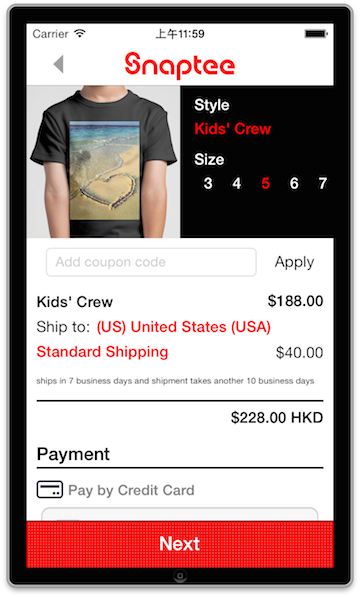 Carrier 上午11:59
Snaptee
Style
Kids' Crew
Size
3 4 5 6 7
Add coupon code Apply
Kids' Crew $188.00
Ship to: (US) United States (USA)
Standard Shipping $40.00
ships in 7 business days and shipment takes another 10 business days
$228.00 HKD
Payment
Pay by Credit Card
Next